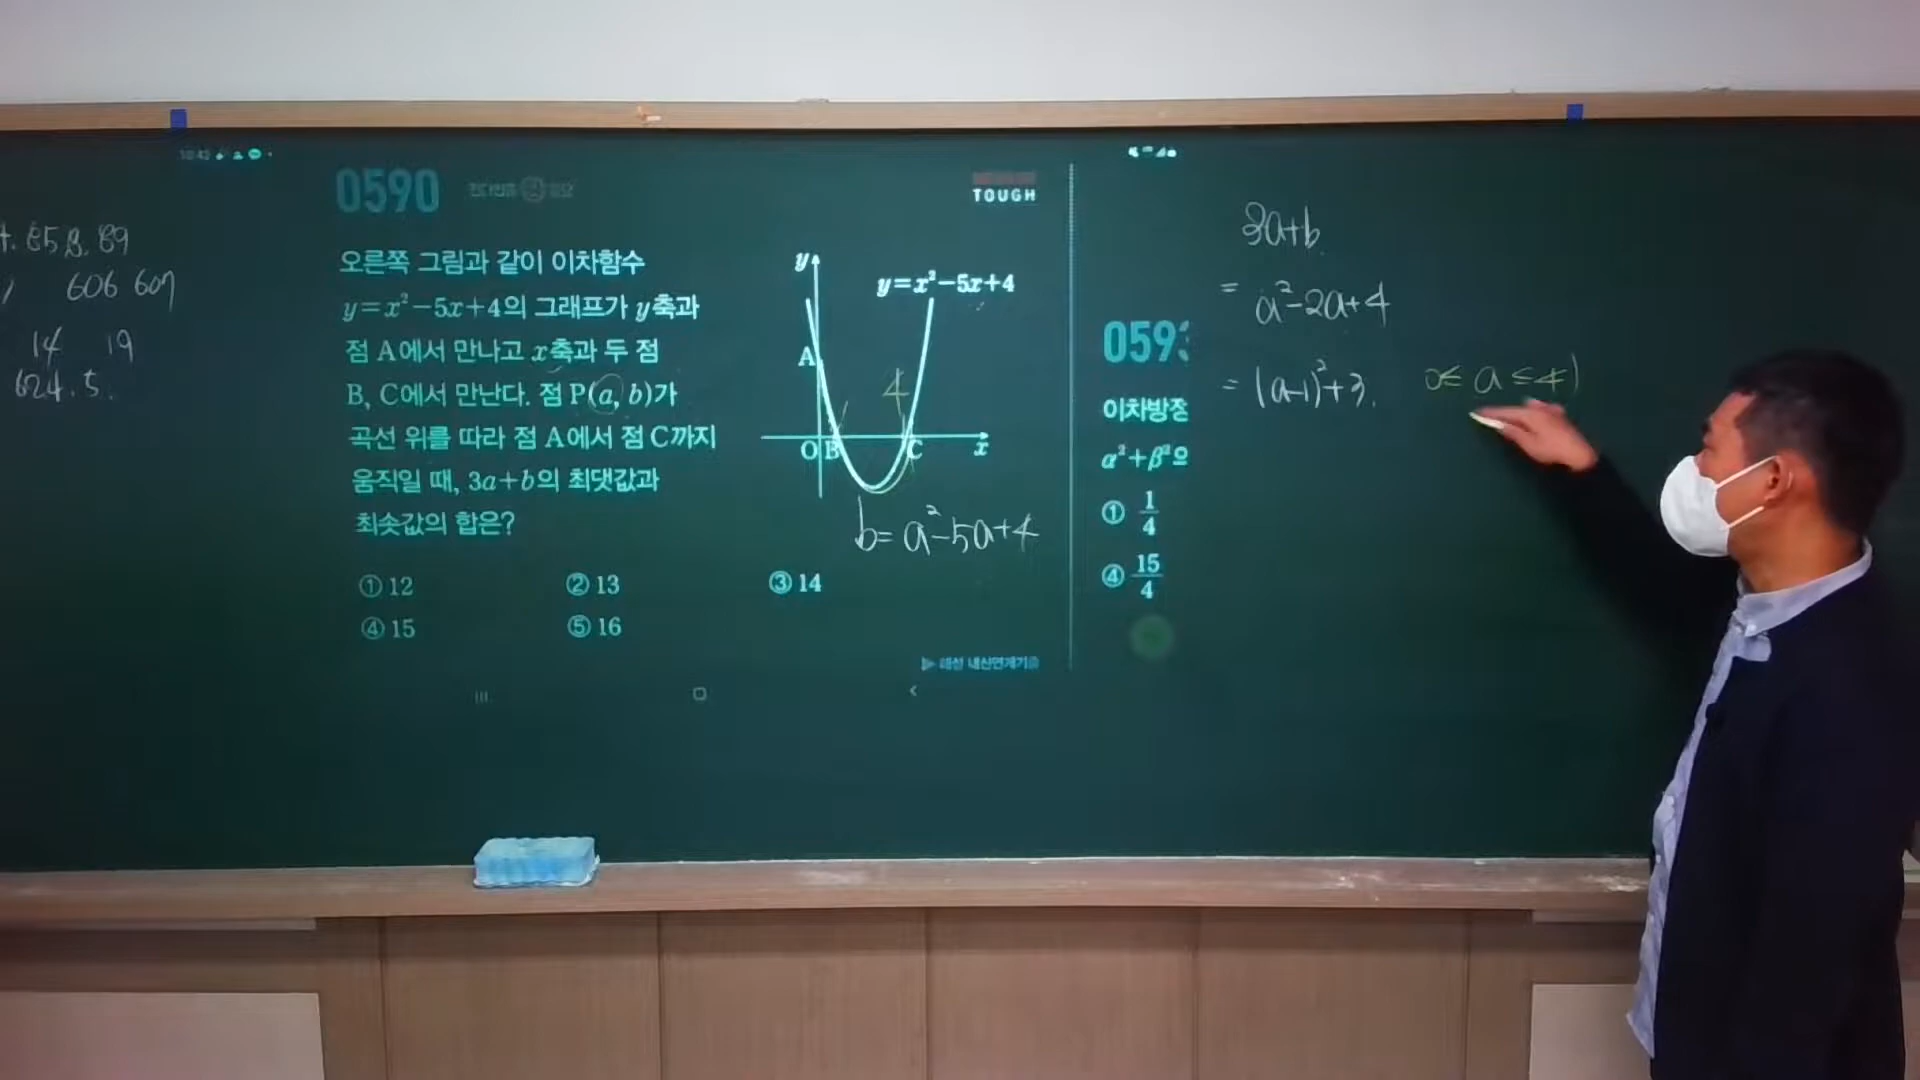 58. 89
606 607
14 19
624. 5.
10:43
0590
TOUGH
오른쪽 그림과 같이 이차함수
y=x²-5x+4의 그래프가 y축과
점 A에서 만나고 x축과 두 점
B, C에서 만난다. 점 P(a, b)가
곡선 위를 따라 점 A에서 점 C까지
움직일 때, 3a+b의 최댓값과
최솟값의 합은?
y
y=x²-5x+4
A
4
O B C x
b=a²-5a+4
① 12 ② 13 ③ 14
④ 15 ⑤ 16
0593
이차방정
α²+β²으
① 1/4
④ 15/4
3a+b
= a²-2a+4
= (a-1)²+3. 0≤a≤4)